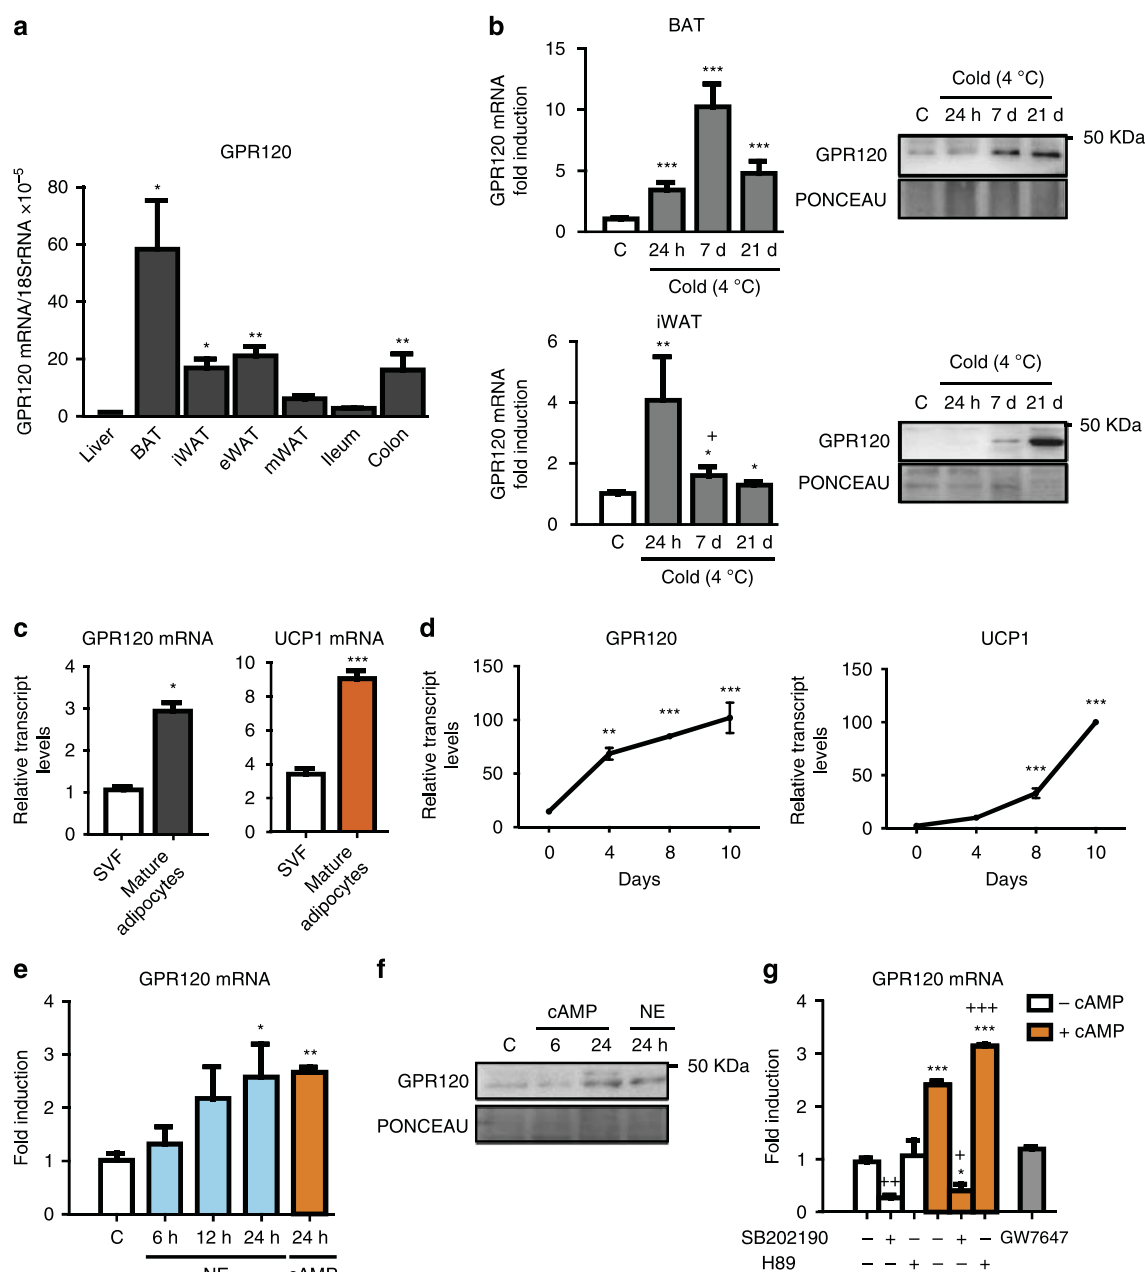 a
GPR120
GPR120 mRNA/18SrRNA ×10⁻⁵
80
60
40
20
0
*
*
**
**
Liver
BAT
iWAT
eWAT
mWAT
Ileum
Colon
b
BAT
GPR120 mRNA
fold induction
15
10
5
0
***
***
***
C
24 h
7 d
21 d
Cold (4 °C)
Cold (4 °C)
C 24 h 7 d 21 d
50 KDa
GPR120
PONCEAU
iWAT
GPR120 mRNA
fold induction
6
4
2
0
**
+
*
*
C
24 h
7 d
21 d
Cold (4 °C)
Cold (4 °C)
C 24 h 7 d 21 d
50 KDa
GPR120
PONCEAU
c
GPR120 mRNA
Relative transcript
levels
4
3
2
1
0
*
SVF
Mature
adipocytes
UCP1 mRNA
10
8
6
4
2
0
***
SVF
Mature
adipocytes
d
GPR120
Relative transcript
levels
150
100
50
0
**
***
***
0 4 8 10
Days
UCP1
Relative transcript
levels
150
100
50
0
***
***
0 4 8 10
Days
e
GPR120 mRNA
Fold induction
4
3
2
1
0
*
**
C 6 h 12 h 24 h 24 h
f
cAMP NE
C 6 24 24 h
50 KDa
GPR120
PONCEAU
g
GPR120 mRNA
– cAMP
+ cAMP
Fold induction
4
3
2
1
0
++
***
+
*
+++
***
SB202190 – + – – + – GW7647
H89 – – + – – +